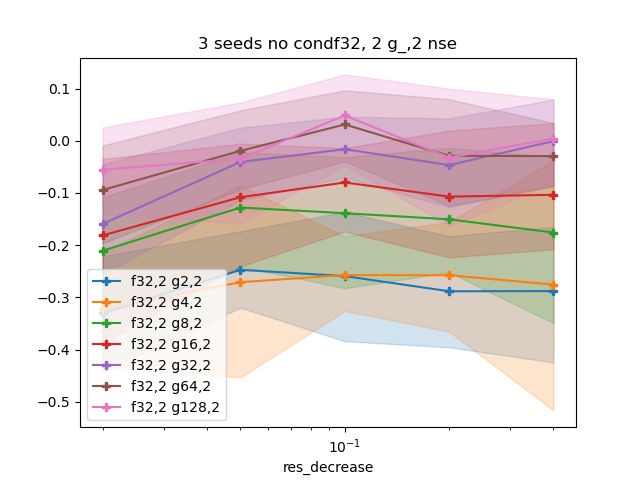 3 seeds no condf32, 2 g_,2 nse
0.1
0.0
−0.1
−0.2
−0.3
−0.4
−0.5
f32,2 g2,2
f32,2 g4,2
f32,2 g8,2
f32,2 g16,2
f32,2 g32,2
f32,2 g64,2
f32,2 g128,2
10⁻¹
res_decrease